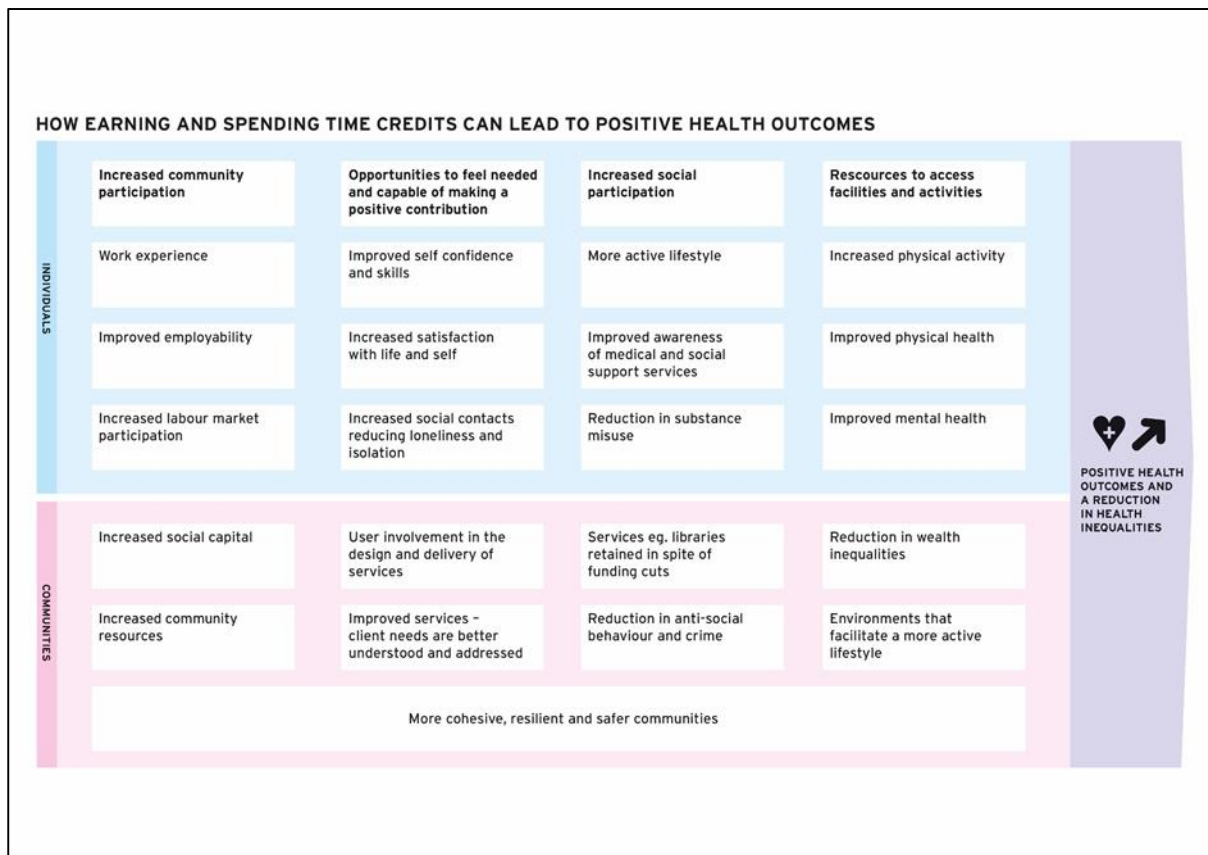 HOW EARNING AND SPENDING TIME CREDITS CAN LEAD TO POSITIVE HEALTH OUTCOMES
INDIVIDUALS
Increased community
participation
Opportunities to feel needed
and capable of making a
positive contribution
Increased social
participation
Rescources to access
facilities and activities
Work experience
Improved self confidence
and skills
More active lifestyle
Increased physical activity
Improved employability
Increased satisfaction
with life and self
Improved awareness
of medical and social
support services
Improved physical health
Increased labour market
participation
Increased social contacts
reducing loneliness and
isolation
Reduction in substance
misuse
Improved mental health
COMMUNITIES
Increased social capital
User involvement in the
design and delivery of
services
Services eg. libraries
retained in spite of
funding cuts
Reduction in wealth
inequalities
Increased community
resources
Improved services –
client needs are better
understood and addressed
Reduction in anti-social
behaviour and crime
Environments that
facilitate a more active
lifestyle
More cohesive, resilient and safer communities
POSITIVE HEALTH
OUTCOMES AND
A REDUCTION
IN HEALTH
INEQUALITIES